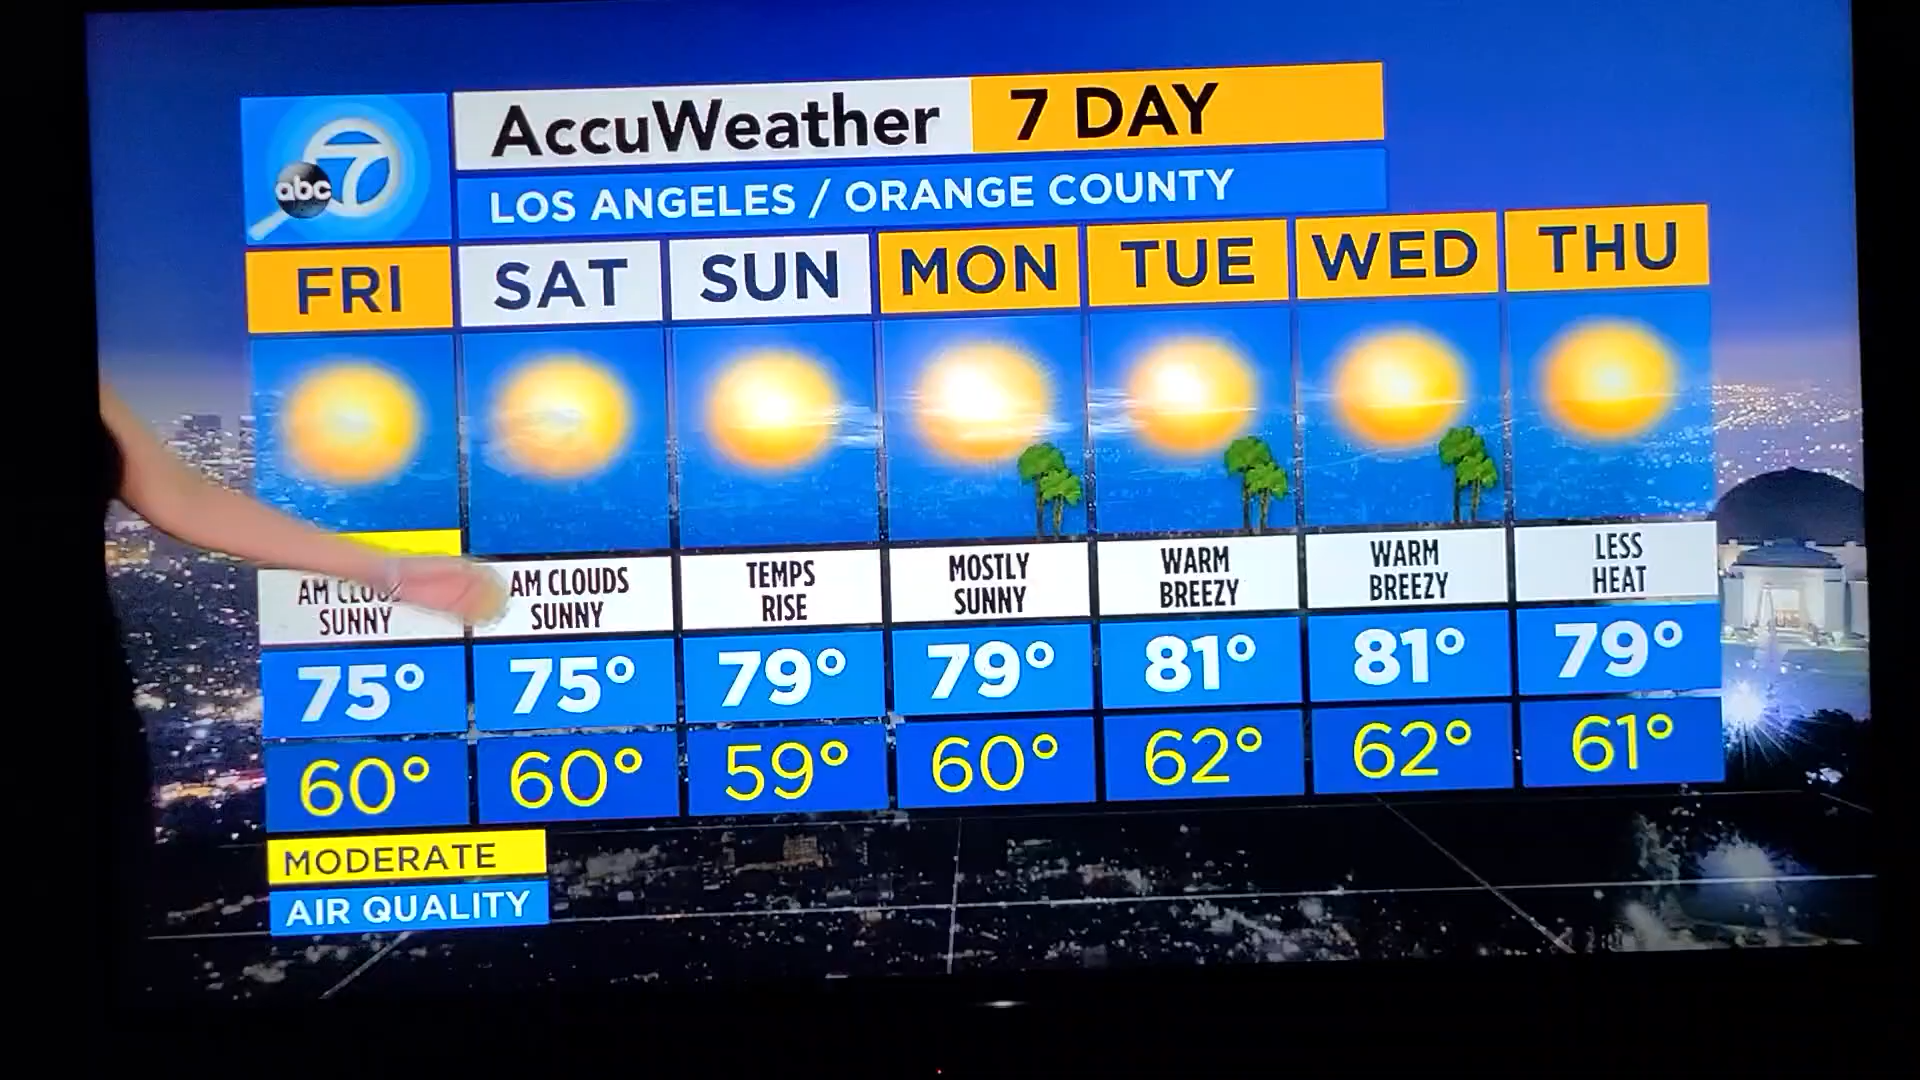 abc 7
AccuWeather 7 DAY
LOS ANGELES / ORANGE COUNTY
FRI SAT SUN MON TUE WED THU
AM CLOUDS
SUNNY
AM CLOUDS
SUNNY
TEMPS
RISE
MOSTLY
SUNNY
WARM
BREEZY
WARM
BREEZY
LESS
HEAT
75° 75° 79° 79° 81° 81° 79°
60° 60° 59° 60° 62° 62° 61°
MODERATE
AIR QUALITY